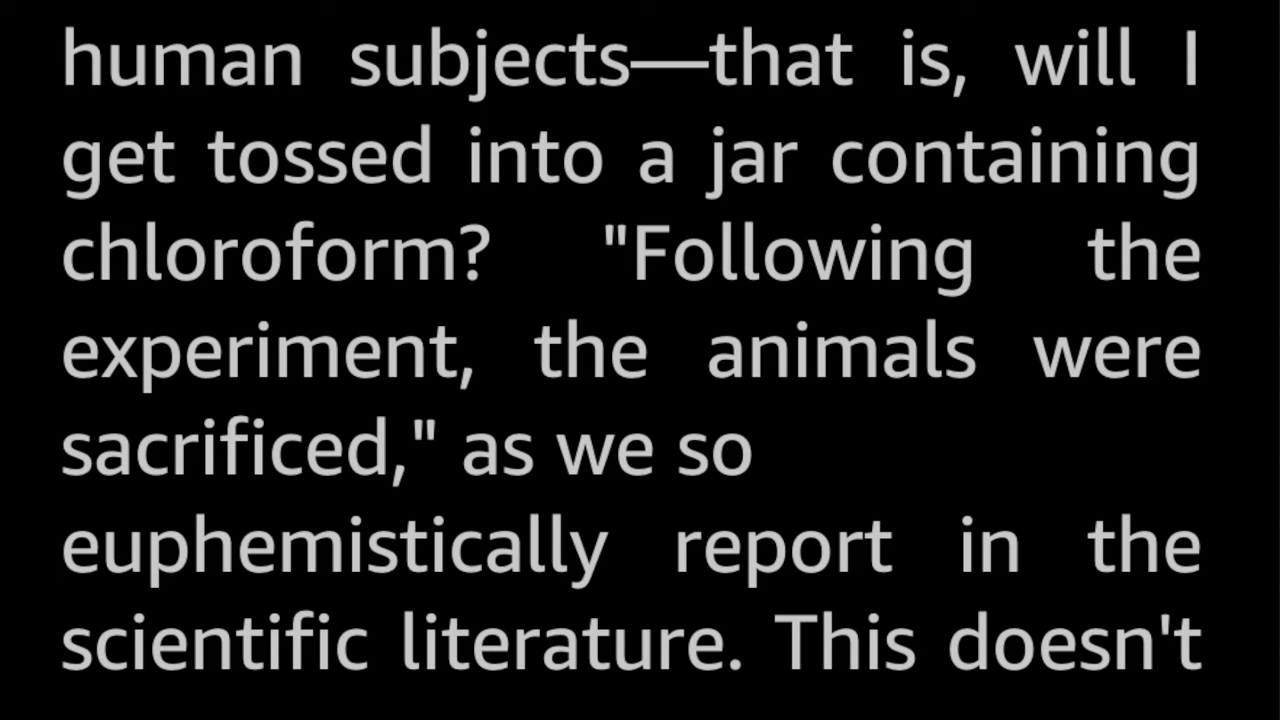 human subjects—that is, will I
get tossed into a jar containing
chloroform? "Following the
experiment, the animals were
sacrificed," as we so
euphemistically report in the
scientific literature. This doesn't